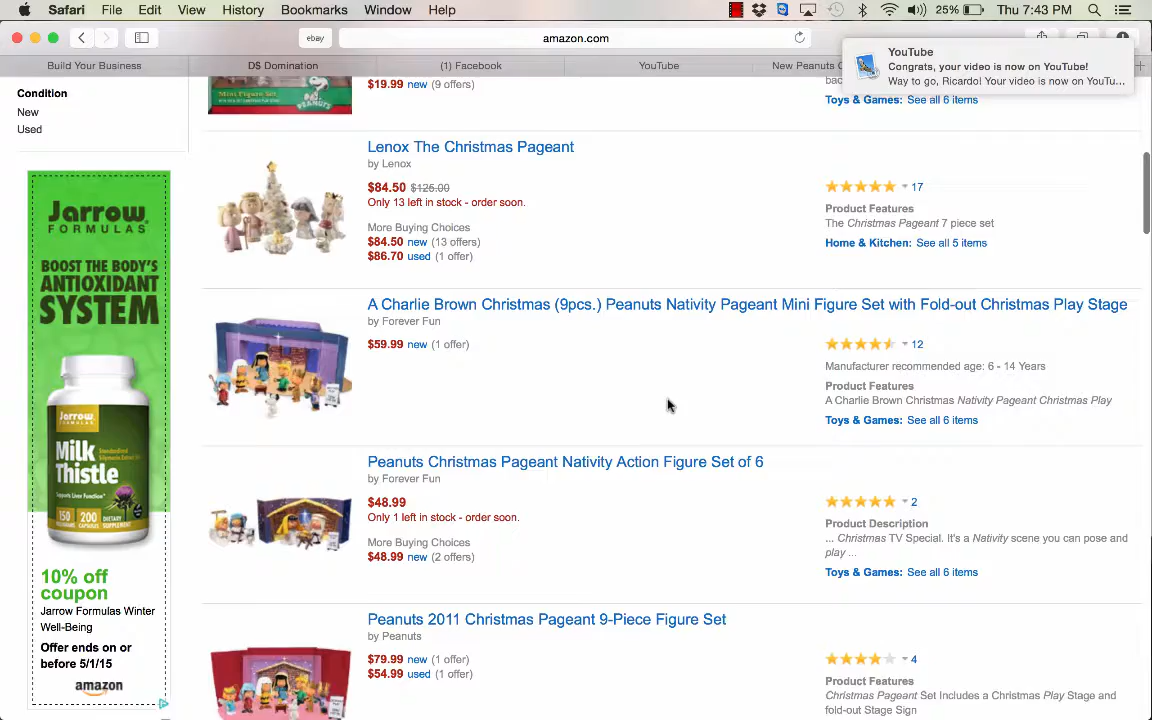 Safari File Edit View History Bookmarks Window Help
25% Thu 7:43 PM
ebay
amazon.com
Build Your Business
DS Domination
(1) Facebook
YouTube
New Peanuts
YouTube
Congrats, your video is now on YouTube!
Way to go, Ricardo! Your video is now on YouTu...
Condition
New
Used
Jarrow
FORMULAS
BOOST THE BODY'S
ANTIOXIDANT
SYSTEM
Jarrow
FORMULAS
Milk
Thistle
Supports Liver Function*
150
200
10% off
coupon
Jarrow Formulas Winter
Well-Being
Offer ends on or
before 5/1/15
amazon
Mini Figure Set
PEANUTS
$19.99 new (9 offers)
Toys & Games: See all 6 items
Lenox The Christmas Pageant
by Lenox
$84.50 $125.00
Only 13 left in stock - order soon.
More Buying Choices
$84.50 new (13 offers)
$86.70 used (1 offer)
17
Product Features
The Christmas Pageant 7 piece set
Home & Kitchen: See all 5 items
A Charlie Brown Christmas (9pcs.) Peanuts Nativity Pageant Mini Figure Set with Fold-out Christmas Play Stage
by Forever Fun
$59.99 new (1 offer)
12
Manufacturer recommended age: 6 - 14 Years
Product Features
A Charlie Brown Christmas Nativity Pageant Christmas Play
Toys & Games: See all 6 items
Peanuts Christmas Pageant Nativity Action Figure Set of 6
by Forever Fun
$48.99
Only 1 left in stock - order soon.
More Buying Choices
$48.99 new (2 offers)
2
Product Description
... Christmas TV Special. It's a Nativity scene you can pose and
play ...
Toys & Games: See all 6 items
Peanuts 2011 Christmas Pageant 9-Piece Figure Set
by Peanuts
$79.99 new (1 offer)
$54.99 used (1 offer)
4
Product Features
Christmas Pageant Set Includes a Christmas Play Stage and
fold-out Stage Sign